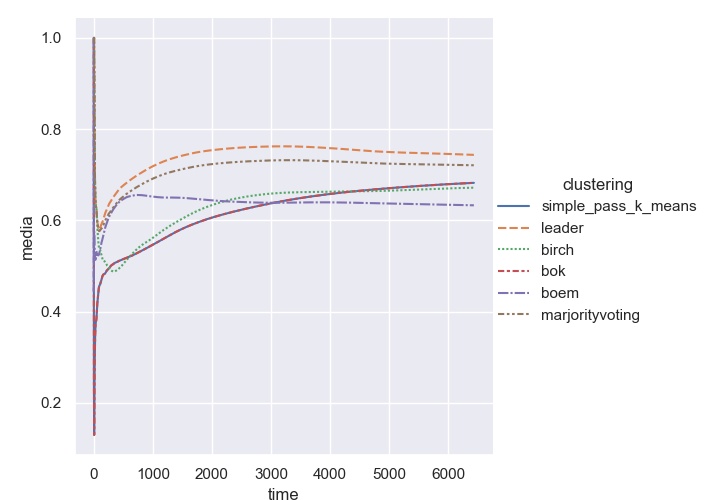 1.0
0.8
0.6
0.4
0.2
media
0
1000
2000
3000
4000
5000
6000
time
clustering
simple_pass_k_means
leader
birch
bok
boem
marjorityvoting